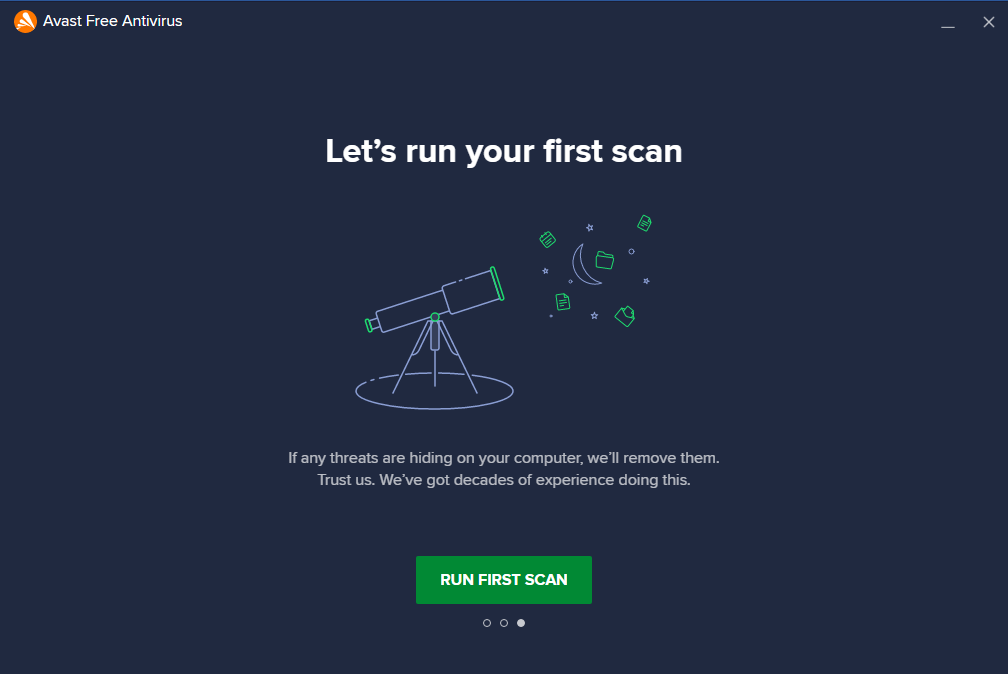 Avast Free Antivirus
Let’s run your first scan
If any threats are hiding on your computer, we’ll remove them.
Trust us. We’ve got decades of experience doing this.
RUN FIRST SCAN